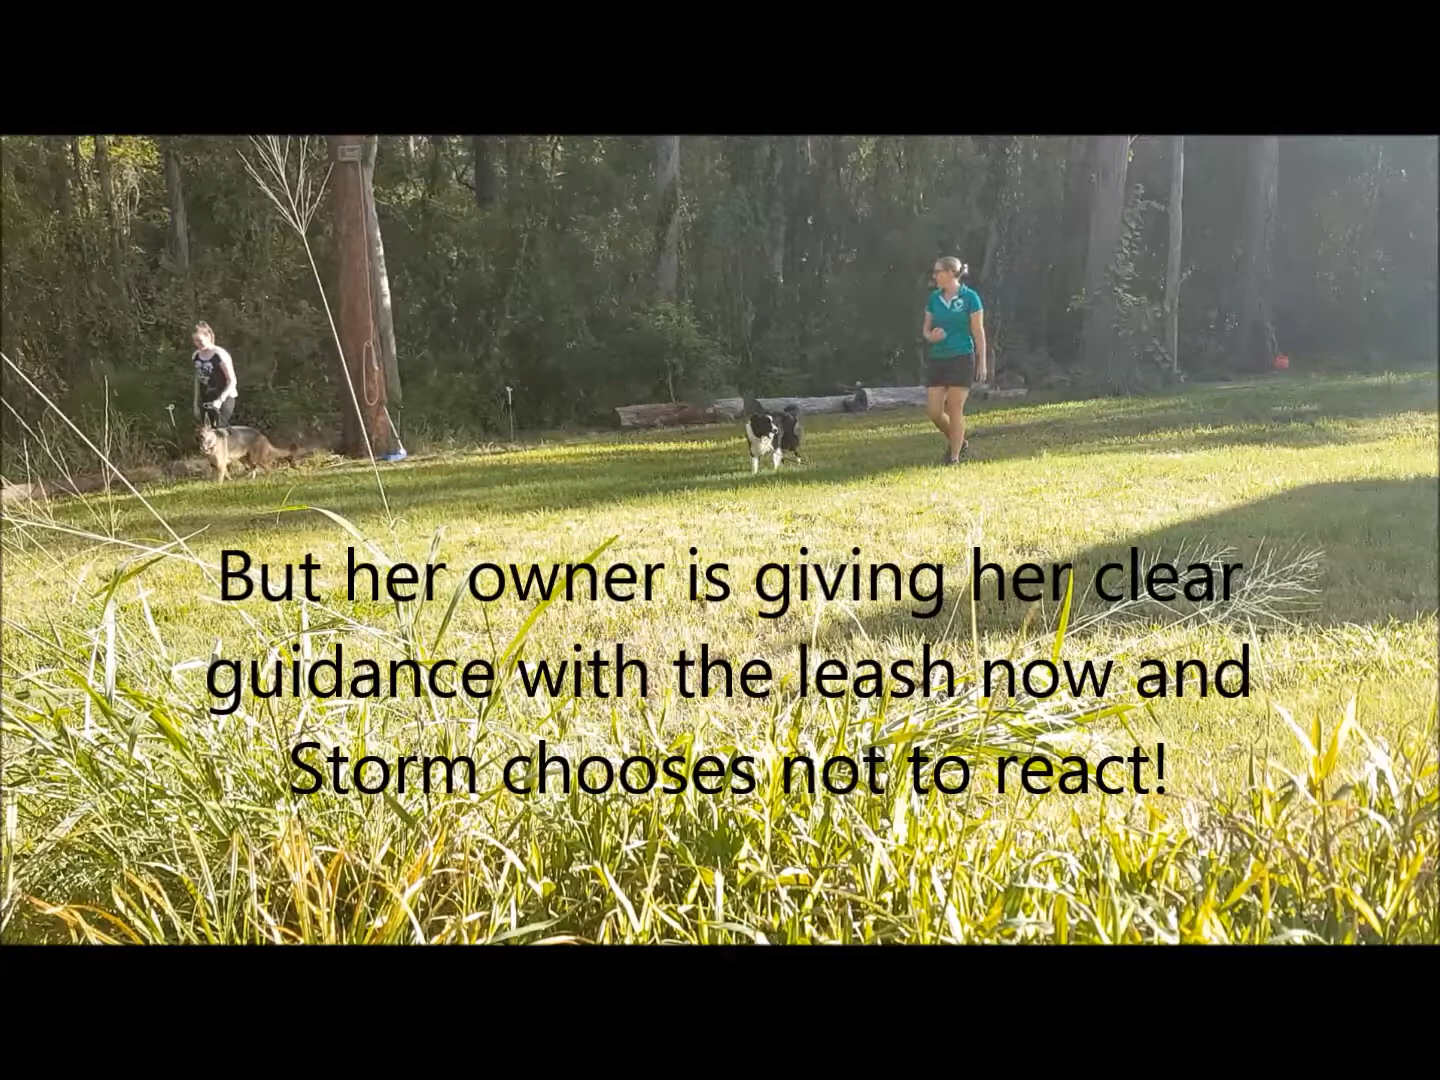 But her owner is giving her clear
guidance with the leash now and
Storm chooses not to react!